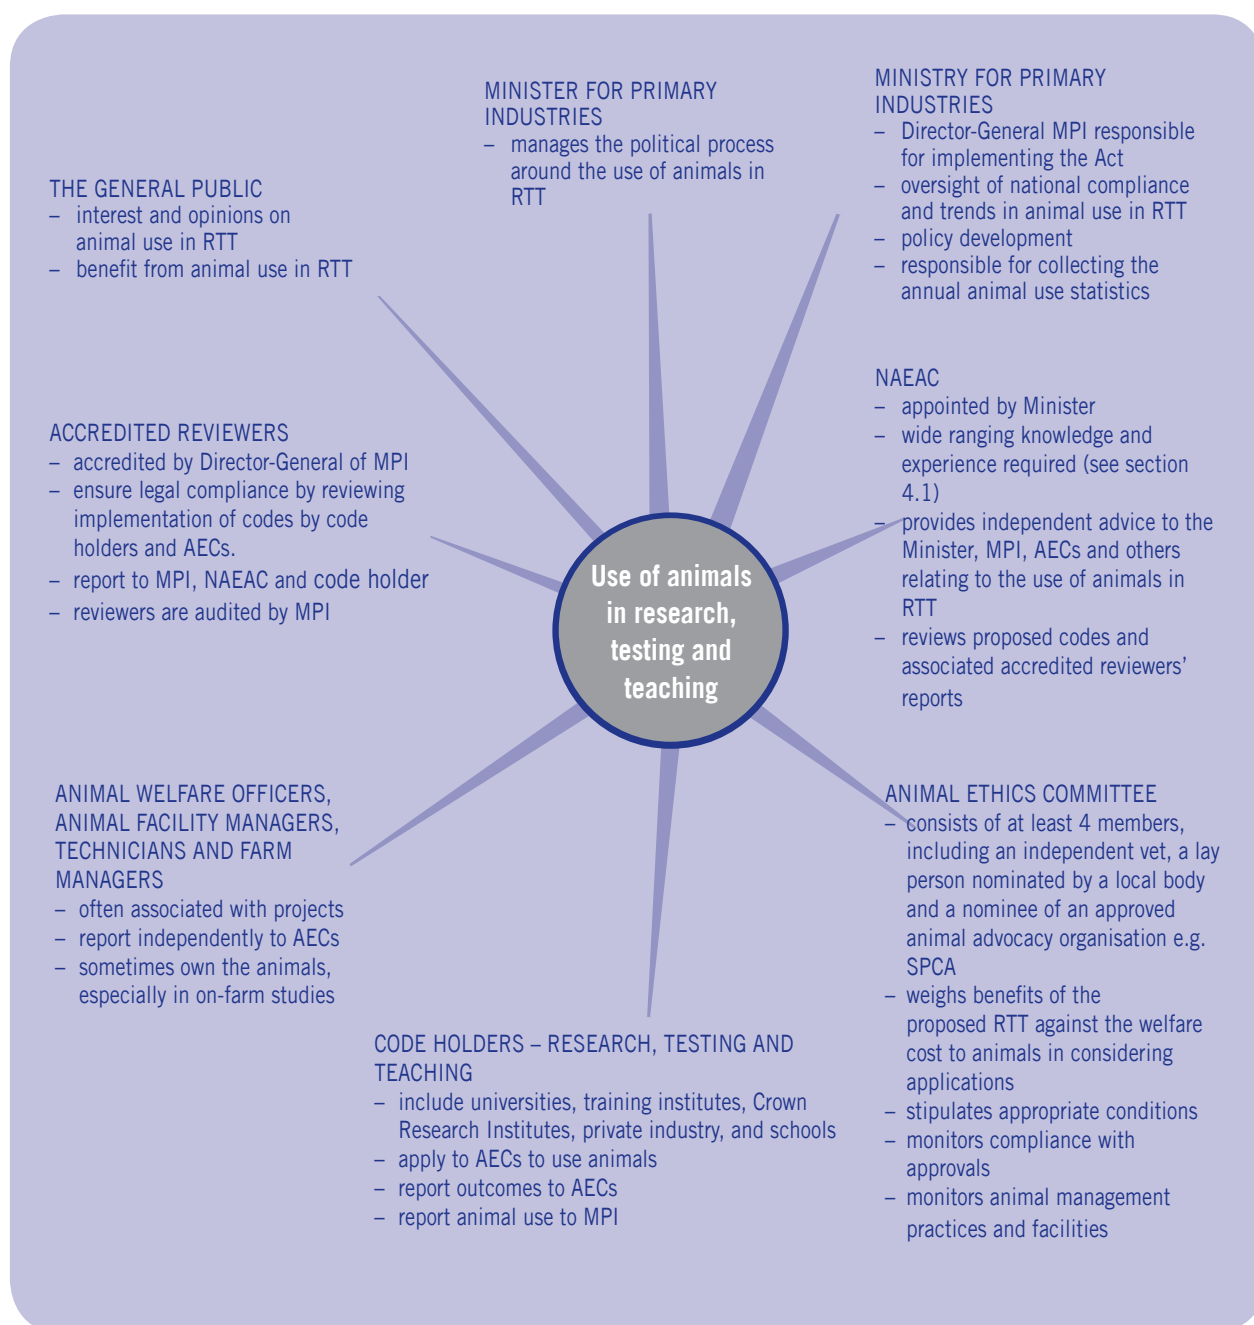 MINISTER FOR PRIMARY
INDUSTRIES
– manages the political process
around the use of animals in
RTT
MINISTRY FOR PRIMARY
INDUSTRIES
– Director-General MPI responsible
for implementing the Act
– oversight of national compliance
and trends in animal use in RTT
– policy development
– responsible for collecting the
annual animal use statistics
THE GENERAL PUBLIC
– interest and opinions on
animal use in RTT
– benefit from animal use in RTT
NAEAC
– appointed by Minister
– wide ranging knowledge and
experience required (see section
4.1)
– provides independent advice to the
Minister, MPI, AECs and others
relating to the use of animals in
RTT
– reviews proposed codes and
associated accredited reviewers’
reports
ACCREDITED REVIEWERS
– accredited by Director-General of MPI
– ensure legal compliance by reviewing
implementation of codes by code
holders and AECs.
– report to MPI, NAEAC and code holder
– reviewers are audited by MPI
Use of animals
in research,
testing and
teaching
ANIMAL WELFARE OFFICERS,
ANIMAL FACILITY MANAGERS,
TECHNICIANS AND FARM
MANAGERS
– often associated with projects
– report independently to AECs
– sometimes own the animals,
especially in on-farm studies
ANIMAL ETHICS COMMITTEE
– consists of at least 4 members,
including an independent vet, a lay
person nominated by a local body
and a nominee of an approved
animal advocacy organisation e.g.
SPCA
– weighs benefits of the
proposed RTT against the welfare
cost to animals in considering
applications
– stipulates appropriate conditions
– monitors compliance with
approvals
– monitors animal management
practices and facilities
CODE HOLDERS – RESEARCH, TESTING AND
TEACHING
– include universities, training institutes, Crown
Research Institutes, private industry, and schools
– apply to AECs to use animals
– report outcomes to AECs
– report animal use to MPI